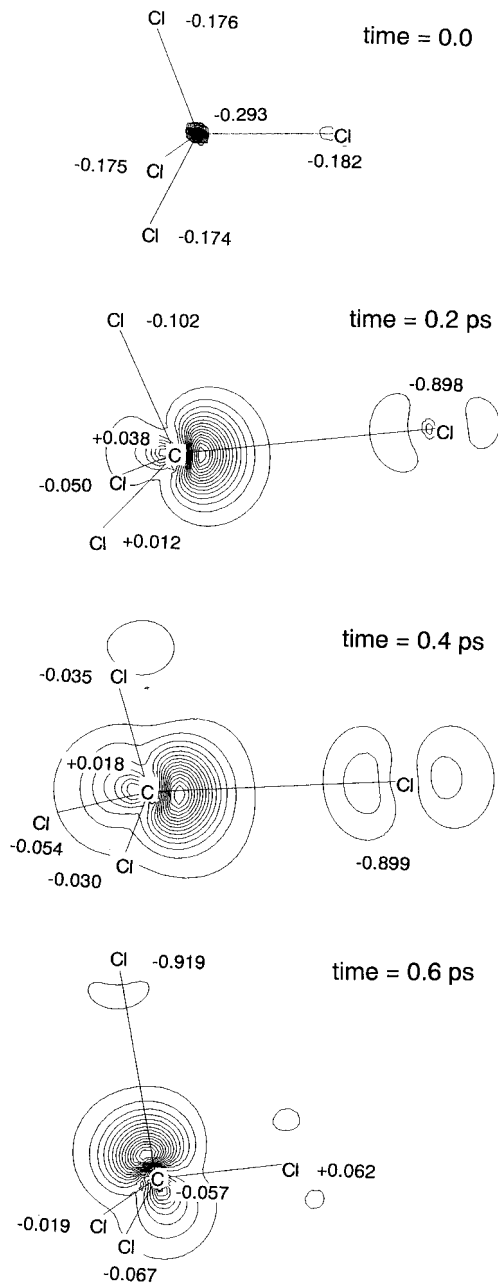 Cl -0.176
time = 0.0
-0.293
Cl
-0.182
-0.175 Cl
Cl -0.174
Cl -0.102
time = 0.2 ps
-0.898
Cl
+0.038
C
-0.050 Cl
Cl +0.012
time = 0.4 ps
-0.035 Cl
+0.018
C
Cl
Cl
-0.054
-0.030 Cl
-0.899
Cl -0.919
time = 0.6 ps
Cl +0.062
C
-0.057
-0.019 Cl
Cl
-0.067